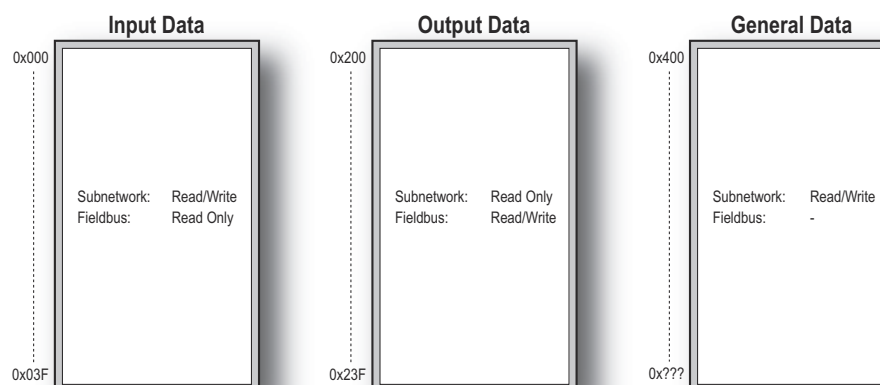 Input Data
0x000
Subnetwork: Read/Write
Fieldbus: Read Only
0x03F
Output Data
0x200
Subnetwork: Read Only
Fieldbus: Read/Write
0x23F
General Data
0x400
Subnetwork: Read/Write
Fieldbus: -
0x???